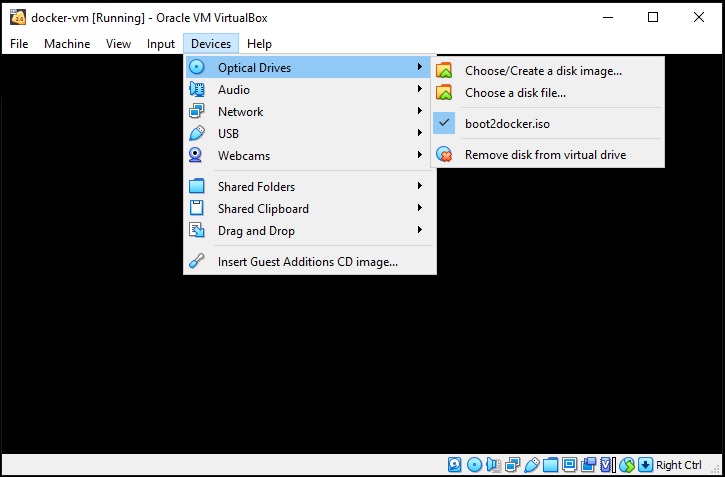 docker-vm [Running] - Oracle VM VirtualBox
File Machine View Input Devices Help
Optical Drives
Audio
Network
USB
Webcams
Shared Folders
Shared Clipboard
Drag and Drop
Insert Guest Additions CD image...
Choose/Create a disk image...
Choose a disk file...
boot2docker.iso
Remove disk from virtual drive
Right Ctrl